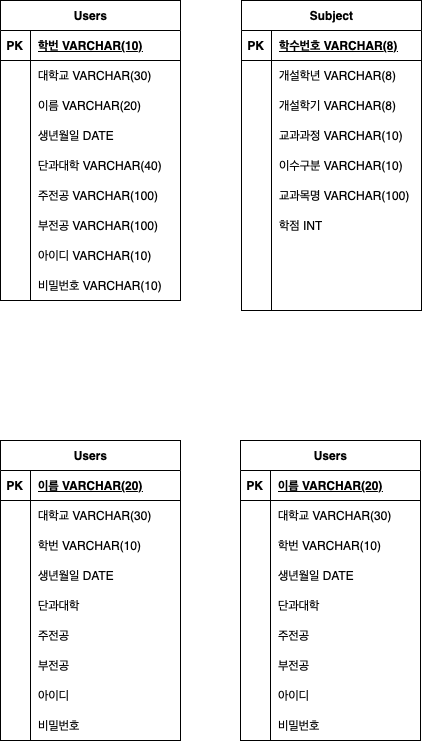 Users
PK 학번 VARCHAR(10)
대학교 VARCHAR(30)
이름 VARCHAR(20)
생년월일 DATE
단과대학 VARCHAR(40)
주전공 VARCHAR(100)
부전공 VARCHAR(100)
아이디 VARCHAR(10)
비밀번호 VARCHAR(10)
Subject
PK 학수번호 VARCHAR(8)
개설학년 VARCHAR(8)
개설학기 VARCHAR(8)
교과과정 VARCHAR(10)
이수구분 VARCHAR(10)
교과목명 VARCHAR(100)
학점 INT
Users
PK 이름 VARCHAR(20)
대학교 VARCHAR(30)
학번 VARCHAR(10)
생년월일 DATE
단과대학
주전공
부전공
아이디
비밀번호
Users
PK 이름 VARCHAR(20)
대학교 VARCHAR(30)
학번 VARCHAR(10)
생년월일 DATE
단과대학
주전공
부전공
아이디
비밀번호